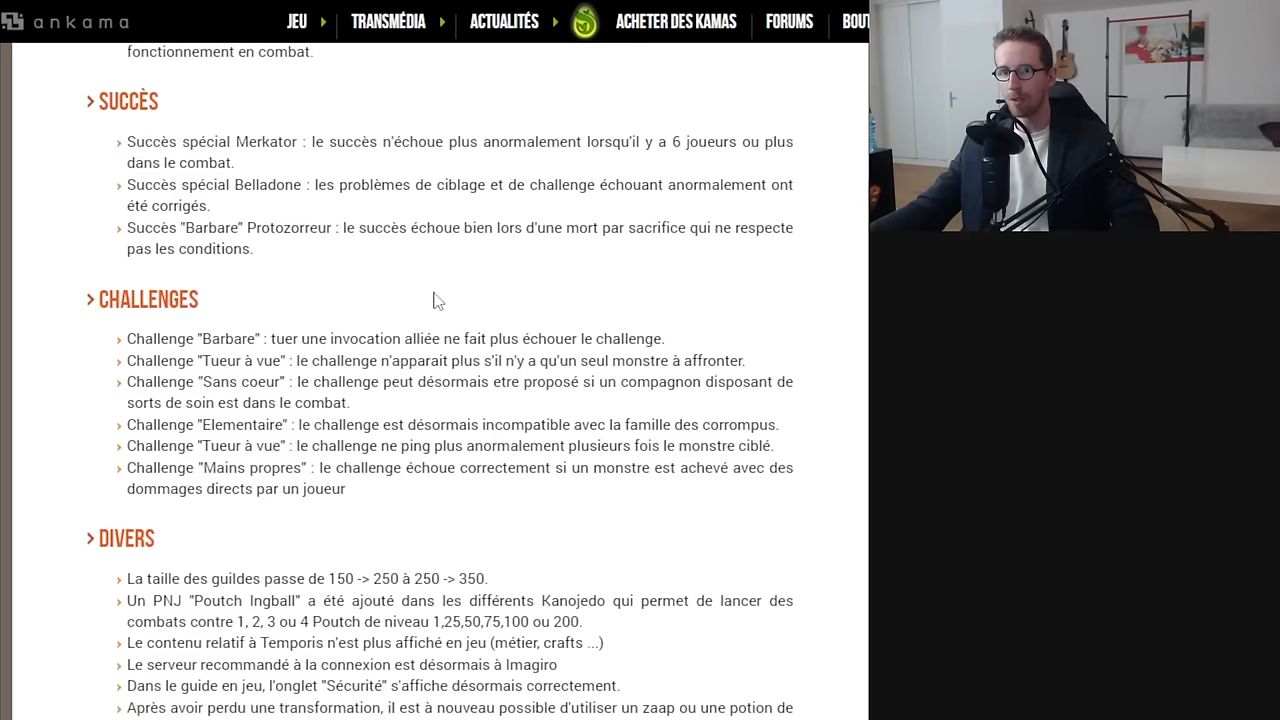 ankama
JEU
TRANSMÉDIA
ACTUALITÉS
ACHETER DES KAMAS
FORUMS
BOUT
fonctionnement en combat.
SUCCÈS
Succès spécial Merkator : le succès n'échoue plus anormalement lorsqu'il y a 6 joueurs ou plus
dans le combat.
Succès spécial Belladone : les problèmes de ciblage et de challenge échouant anormalement ont
été corrigés.
Succès "Barbare" Protozorreur : le succès échoue bien lors d'une mort par sacrifice qui ne respecte
pas les conditions.
CHALLENGES
Challenge "Barbare" : tuer une invocation alliée ne fait plus échouer le challenge.
Challenge "Tueur à vue" : le challenge n'apparait plus s'il n'y a qu'un seul monstre à affronter.
Challenge "Sans coeur" : le challenge peut désormais etre proposé si un compagnon disposant de
sorts de soin est dans le combat.
Challenge "Elementaire" : le challenge est désormais incompatible avec la famille des corrompus.
Challenge "Tueur à vue" : le challenge ne ping plus anormalement plusieurs fois le monstre ciblé.
Challenge "Mains propres" : le challenge échoue correctement si un monstre est achevé avec des
dommages directs par un joueur
DIVERS
La taille des guildes passe de 150 -> 250 à 250 -> 350.
Un PNJ "Poutch Ingball" a été ajouté dans les différents Kanojedo qui permet de lancer des
combats contre 1, 2, 3 ou 4 Poutch de niveau 1,25,50,75,100 ou 200.
Le contenu relatif à Temporis n'est plus affiché en jeu (métier, crafts ...)
Le serveur recommandé à la connexion est désormais à Imagiro
Dans le guide en jeu, l'onglet "Sécurité" s'affiche désormais correctement.
Après avoir perdu une transformation, il est à nouveau possible d'utiliser un zaap ou une potion de